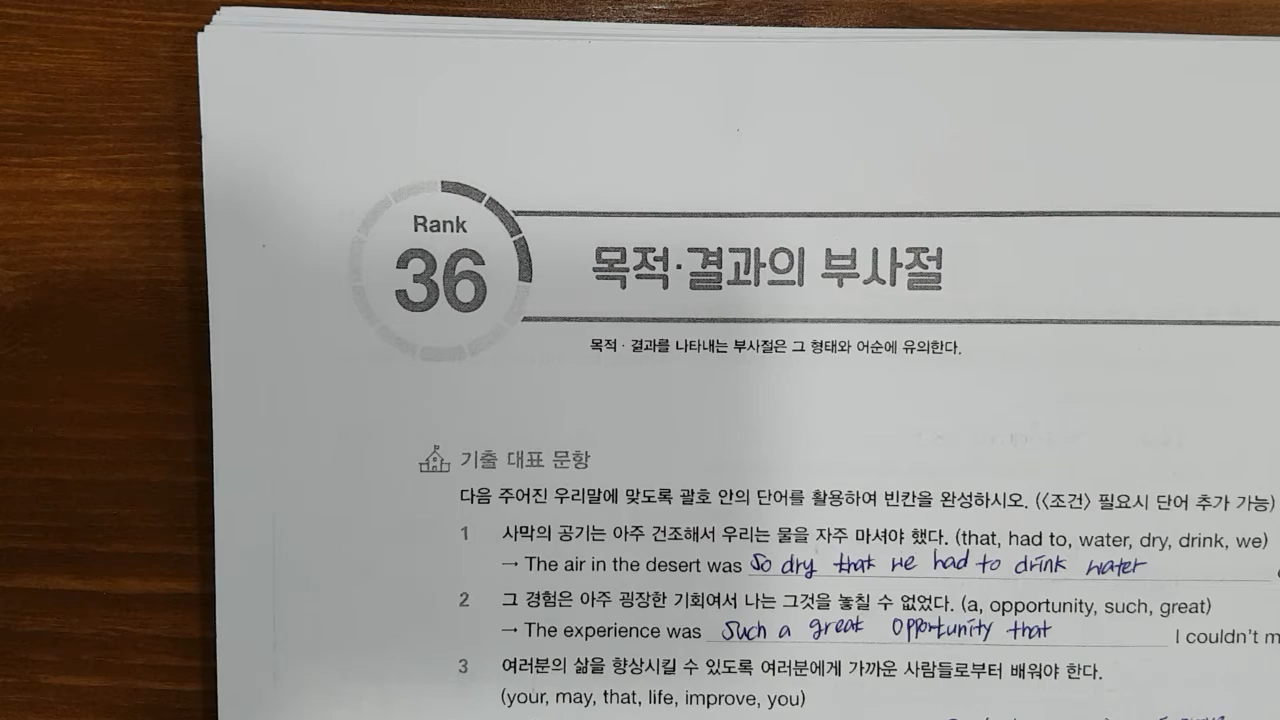 Rank
36
목적·결과의 부사절
목적·결과를 나타내는 부사절은 그 형태와 어순에 유의한다.
기출 대표 문항
다음 주어진 우리말에 맞도록 괄호 안의 단어를 활용하여 빈칸을 완성하시오. (〈조건〉 필요시 단어 추가 가능)
1 사막의 공기는 아주 건조해서 우리는 물을 자주 마셔야 했다. (that, had to, water, dry, drink, we)
→ The air in the desert was so dry that we had to drink water
2 그 경험은 아주 굉장한 기회여서 나는 그것을 놓칠 수 없었다. (a, opportunity, such, great)
→ The experience was such a great opportunity that I couldn't m
3 여러분의 삶을 향상시킬 수 있도록 여러분에게 가까운 사람들로부터 배워야 한다.
(your, may, that, life, improve, you)